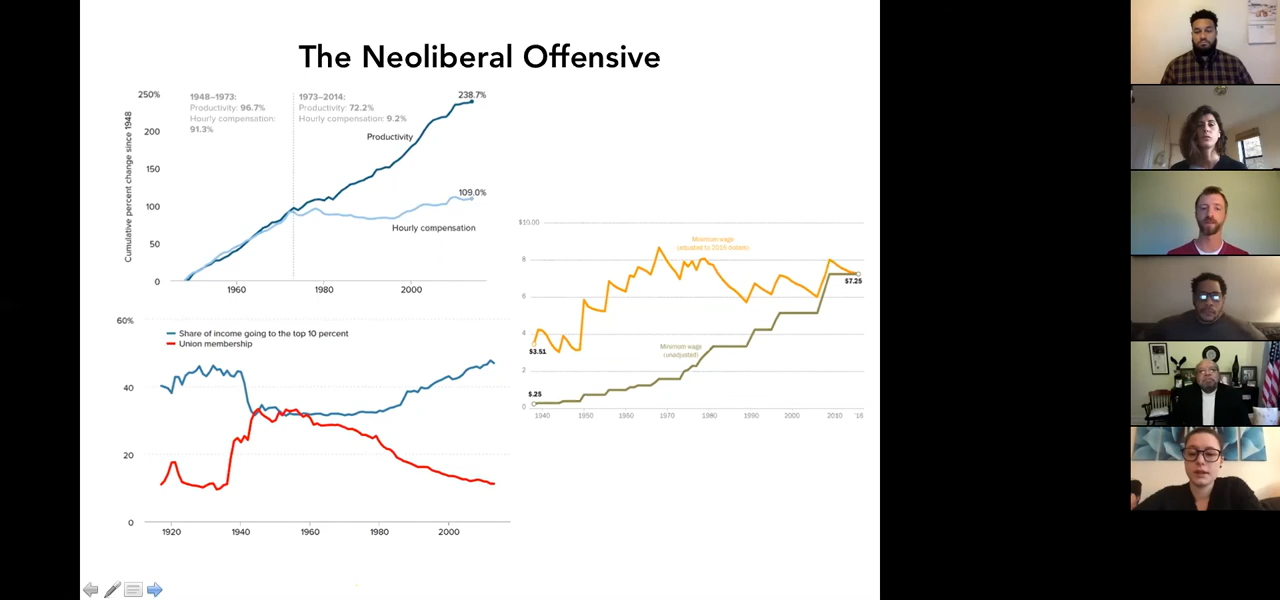 The Neoliberal Offensive
250%
200
150
100
50
0
Cumulative percent change since 1948
1948–1973:
Productivity: 96.7%
Hourly compensation:
91.3%
1973–2014:
Productivity: 72.2%
Hourly compensation: 9.2%
238.7%
Productivity
109.0%
Hourly compensation
1960
1980
2000
$10.00
8
6
4
2
0
Minimum wage
(adjusted to 2016 dollars)
$7.25
$3.51
Minimum wage
(unadjusted)
$.25
1940
1950
1960
1970
1980
1990
2000
2010
'16
60%
40
20
0
Share of income going to the top 10 percent
Union membership
1920
1940
1960
1980
2000